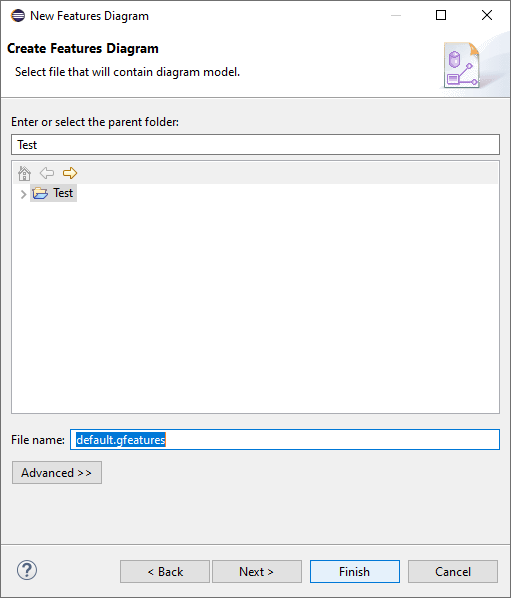 New Features Diagram
Create Features Diagram
Select file that will contain diagram model.
Enter or select the parent folder:
Test
Test
File name: default.gfeatures
Advanced >>
? < Back Next > Finish Cancel